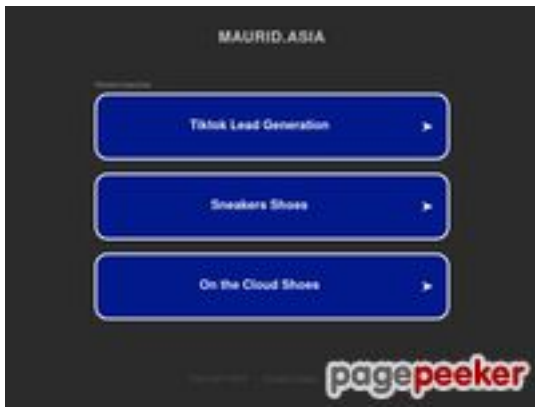 MAURID.ASIA
Tiktok Lead Generation
Sneakers Shoes
On the Cloud Shoes
pagepeeker